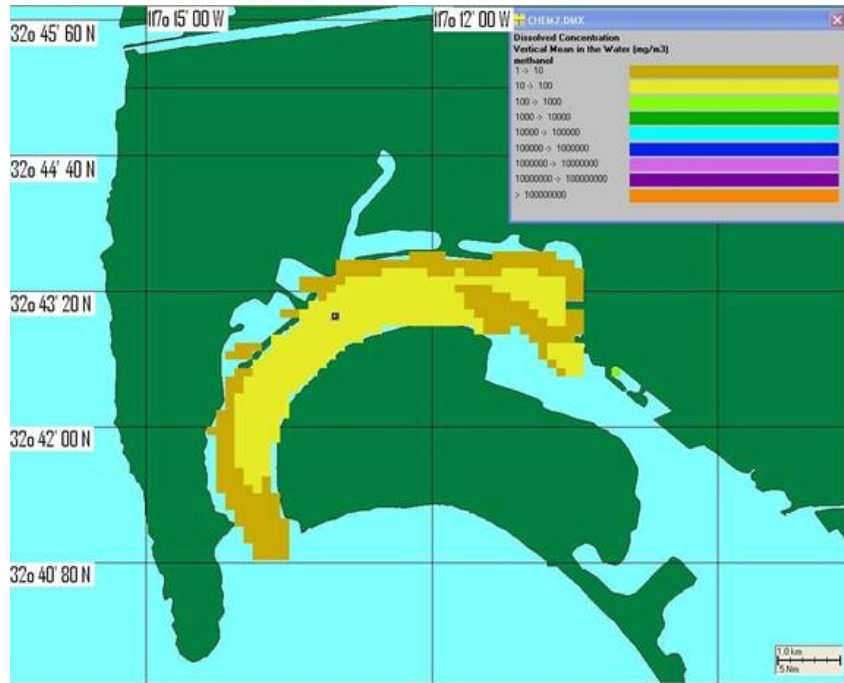 32o 45' 60 N
117o 15' 00 W
117o 12' 00 W
CHEM2.DMX
Dissolved Concentration
Vertical Mean in the Water (mg/m3)
methanol
1 -> 10
10 -> 100
100 -> 1000
1000 -> 10000
10000 -> 100000
100000 -> 1000000
1000000 -> 10000000
10000000 -> 100000000
> 100000000
32o 44' 40 N
32o 43' 20 N
32o 42' 00 N
32o 40' 80 N
1.0 km
.5 Nm